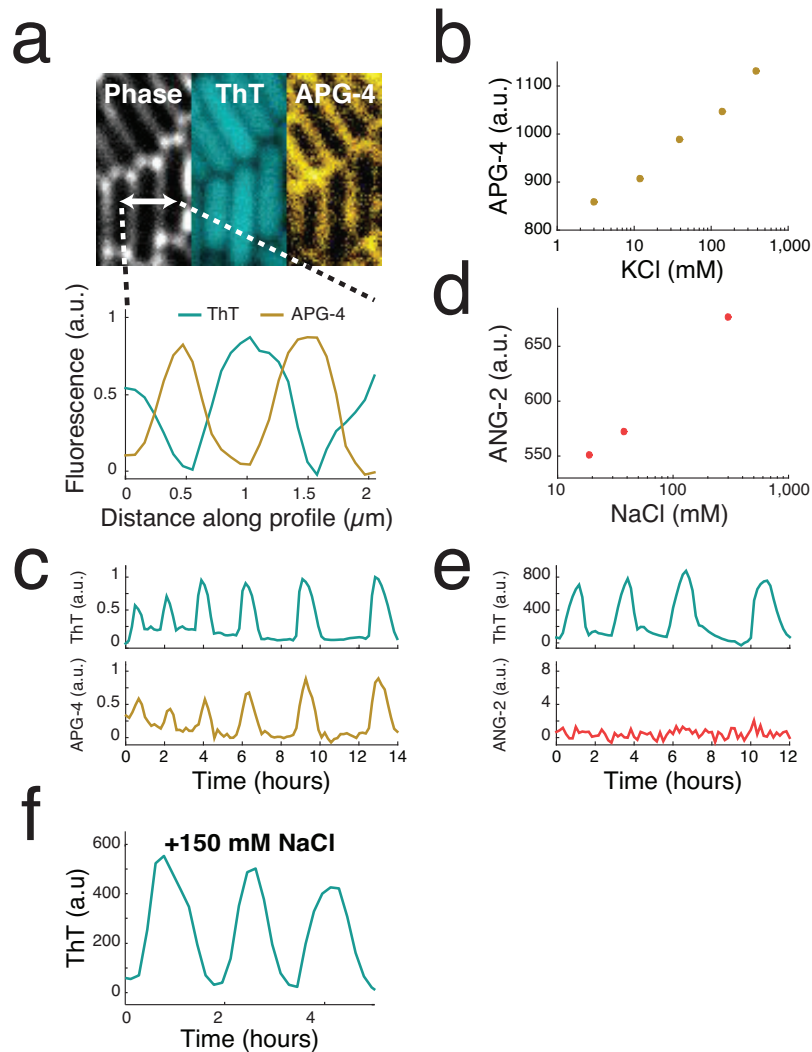 a
Phase ThT APG-4
Fluorescence (a.u.)
ThT APG-4
1
0.5
0
0 0.5 1 1.5 2
Distance along profile (µm)
b
APG-4 (a.u.)
1100
1000
900
800
1 10 100 1,000
KCl (mM)
d
ANG-2 (a.u.)
650
600
550
10 100 1,000
NaCl (mM)
c
ThT (a.u.)
1
0.5
0
APG-4 (a.u.)
1
0.5
0
0 2 4 6 8 10 12 14
Time (hours)
e
ThT (a.u.)
800
400
0
ANG-2 (a.u.)
8
4
0
0 2 4 6 8 10 12
Time (hours)
f
+150 mM NaCl
ThT (a.u)
600
400
200
0
0 2 4
Time (hours)